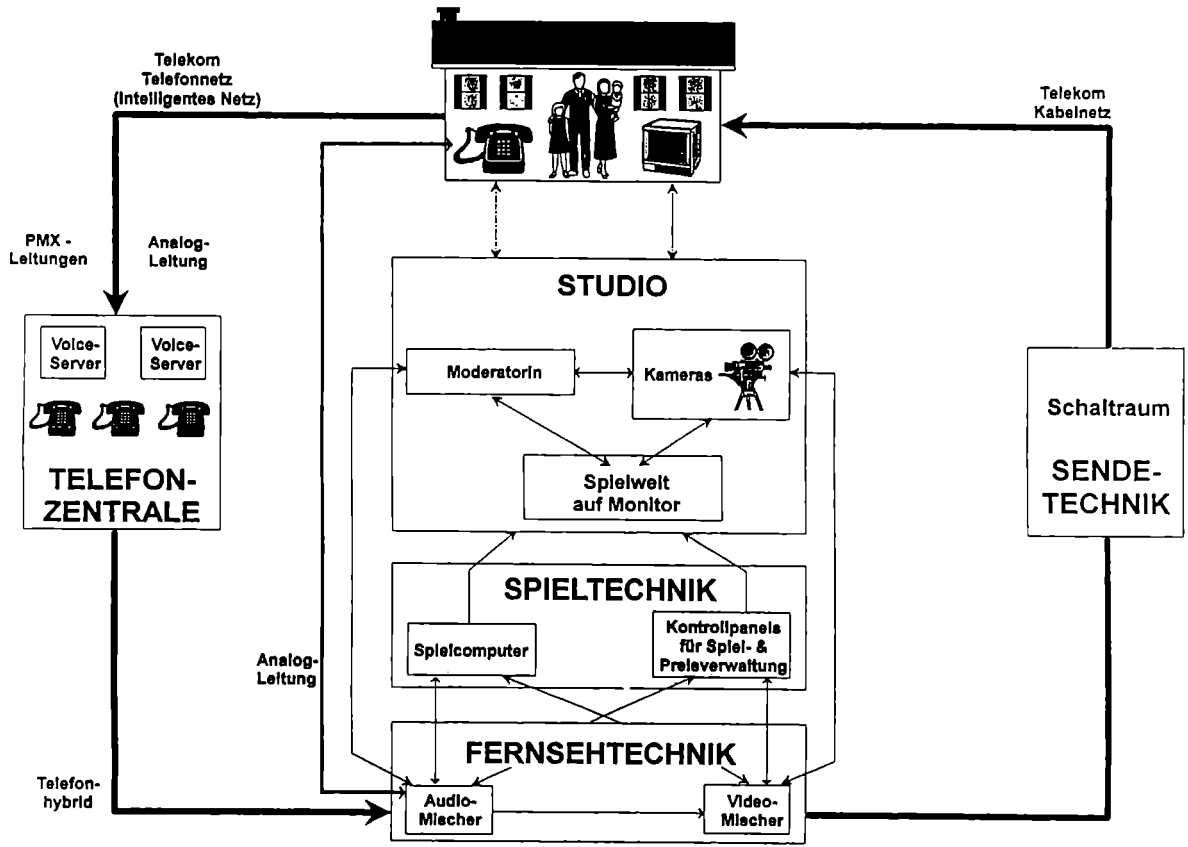 Telekom
Telefonnetz
(Intelligentes Netz)
Telekom
Kabelnetz
PMX -
Leitungen
Analog-
Leitung
STUDIO
Voice-
Server
Voice-
Server
Moderatorin
Kameras
Schaltraum
TELEFON-
ZENTRALE
Spielwelt
auf Monitor
SENDE-
TECHNIK
SPIELTECHNIK
Spielcomputer
Kontrollpanels
für Spiel- &
Preisverwaltung
Analog-
Leitung
FERNSEHTECHNIK
Telefon-
hybrid
Audio-
Mischer
Video-
Mischer